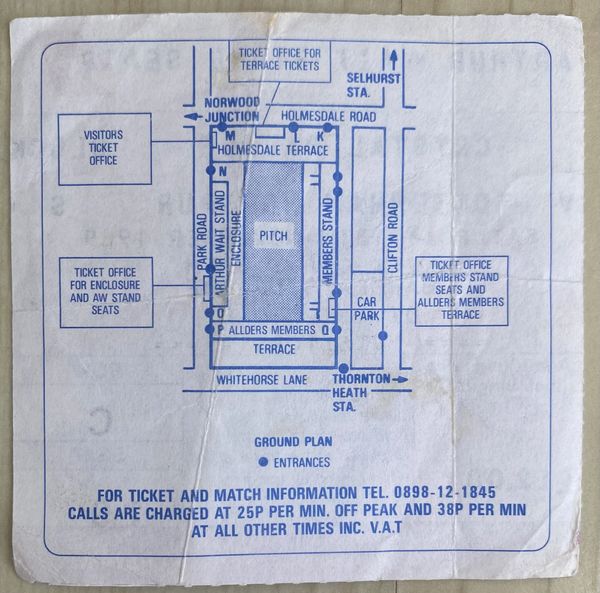 TICKET OFFICE FOR
TERRACE TICKETS
SELHURST
STA.
NORWOOD
JUNCTION
HOLMESDALE ROAD
VISITORS
TICKET
OFFICE
M
L
K
HOLMESDALE TERRACE
N
PARK ROAD
ARTHUR WAIT STAND
ENCLOSURE
PITCH
MEMBERS STAND
CLIFTON ROAD
TICKET OFFICE
FOR ENCLOSURE
AND AW STAND
SEATS
TICKET OFFICE
MEMBERS STAND
SEATS AND
ALLDERS MEMBERS
TERRACE
CAR
PARK
O
P
ALLDERS MEMBERS
Q
TERRACE
WHITEHORSE LANE
THORNTON
HEATH
STA.
GROUND PLAN
ENTRANCES
FOR TICKET AND MATCH INFORMATION TEL. 0898-12-1845
CALLS ARE CHARGED AT 25P PER MIN. OFF PEAK AND 38P PER MIN
AT ALL OTHER TIMES INC. V.A.T